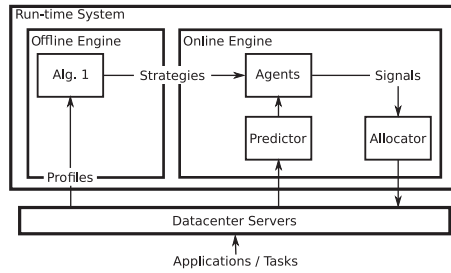 Run-time System
Offline Engine
Online Engine
Alg. 1
Strategies
Agents
Signals
Predictor
Allocator
Profiles
Datacenter Servers
Applications / Tasks